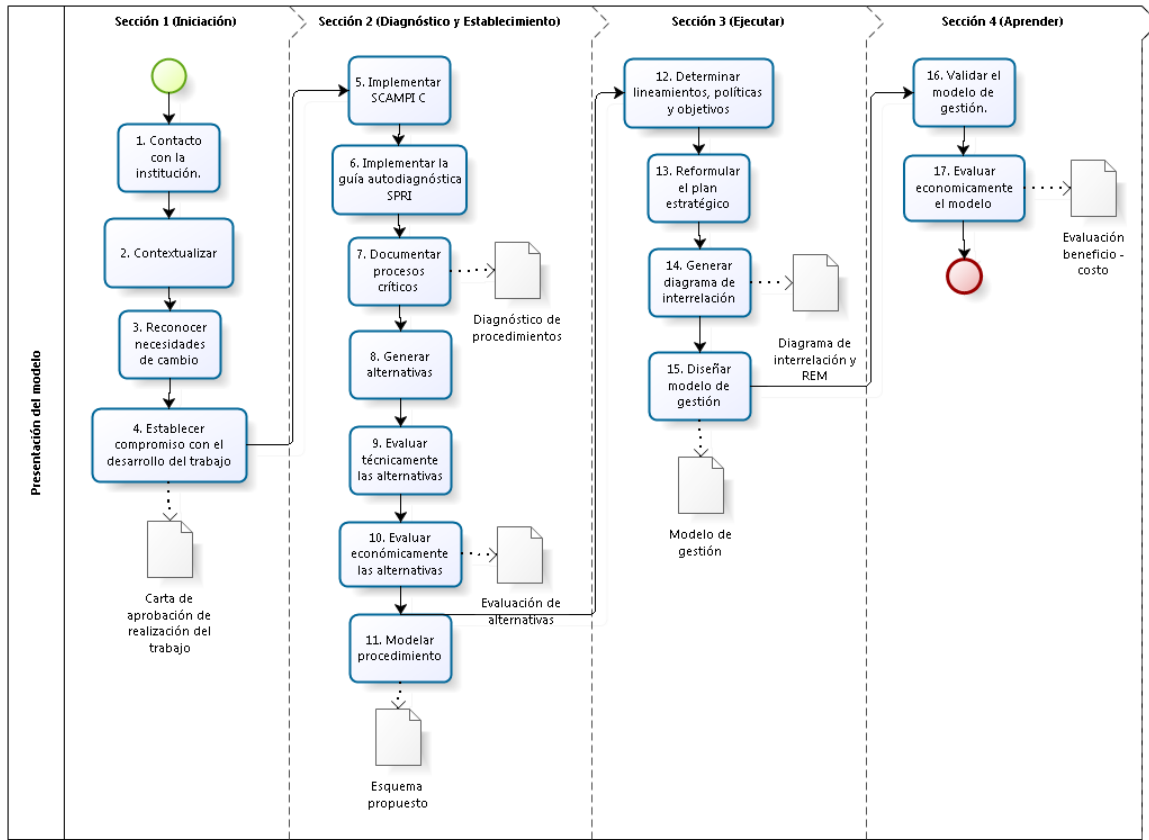 Presentación del modelo
Sección 1 (Iniciación)
1. Contacto
con la
institución.
2. Contextualizar
3. Reconocer
necesidades
de cambio
4. Establecer
compromiso con el
desarrollo del trabajo
Carta de
aprobación de
realización del
trabajo
Sección 2 (Diagnóstico y Establecimiento)
5. Implementar
SCAMPI C
6. Implementar la
guía autodiagnóstica
SPRI
7. Documentar
procesos
críticos
Diagnóstico de
procedimientos
8. Generar
alternativas
9. Evaluar
técnicamente
las alternativas
10. Evaluar
económicamente
las alternativas
Evaluación de
alternativas
11. Modelar
procedimiento
Esquema
propuesto
Sección 3 (Ejecutar)
12. Determinar
lineamientos, políticas
y objetivos
13. Reformular
el plan
estratégico
14. Generar
diagrama de
interrelación
Diagrama de
interrelación y
REM
15. Diseñar
modelo de
gestión
Modelo de
gestión
Sección 4 (Aprender)
16. Validar el
modelo de
gestión.
17. Evaluar
economicamente
el modelo
Evaluación
beneficio -
costo